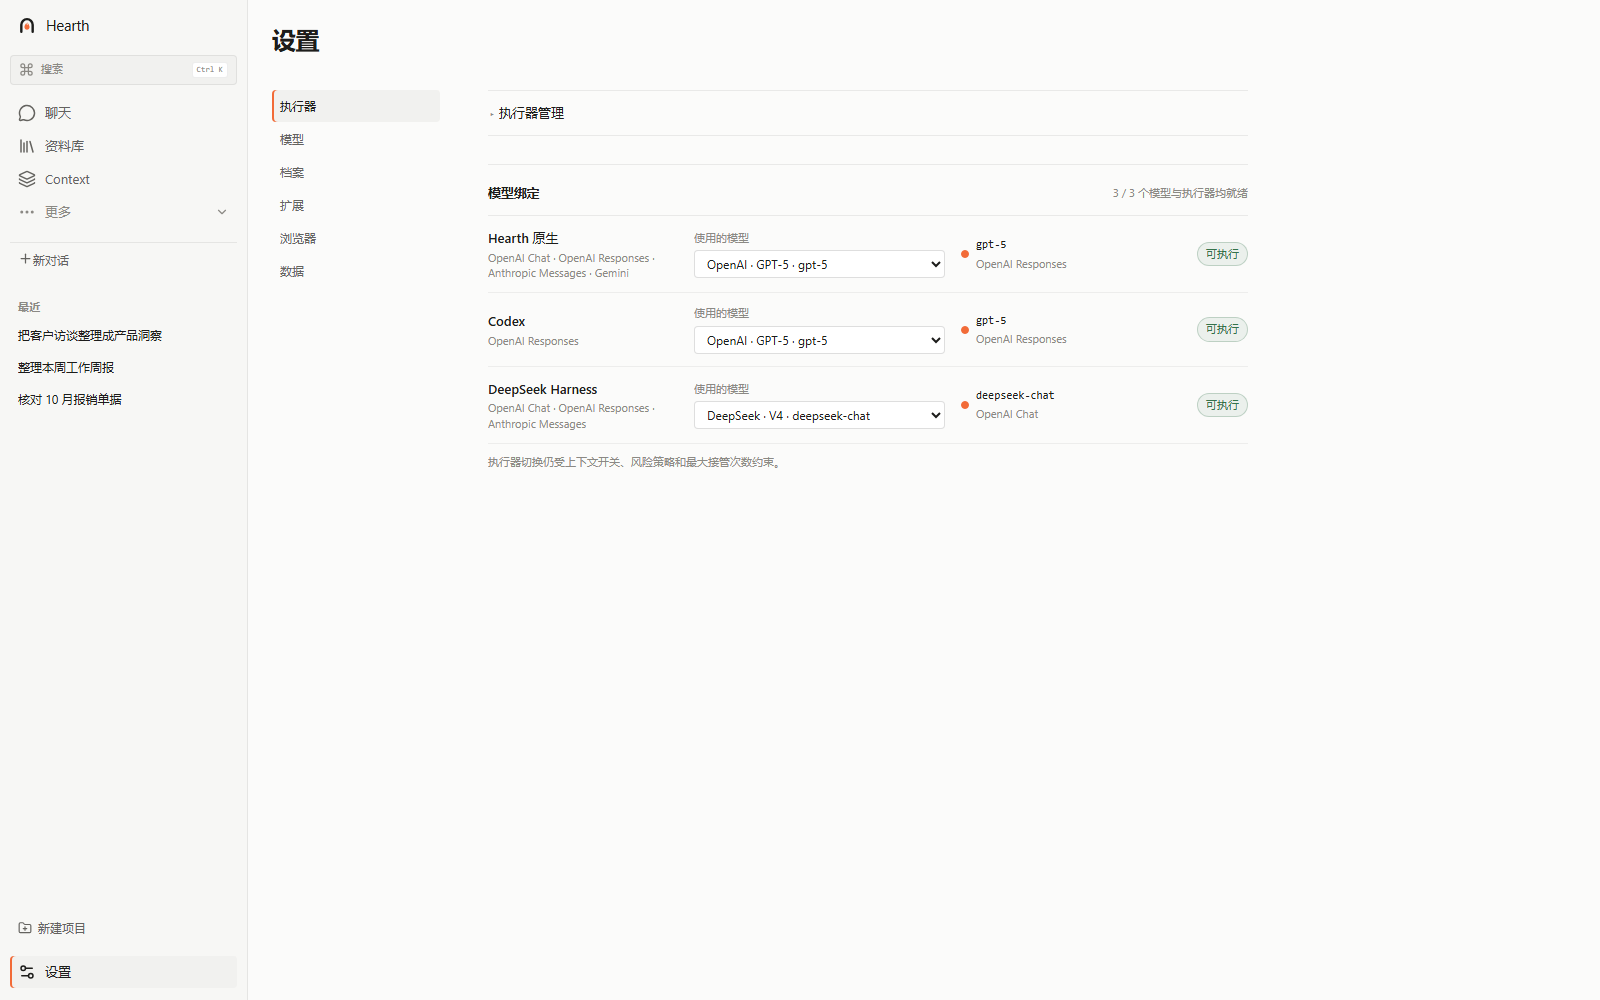 Hearth
搜索
Ctrl K
聊天
资料库
Context
更多
新对话
最近
把客户访谈整理成产品洞察
整理本周工作周报
核对 10 月报销单据
新建项目
设置
设置
执行器
模型
档案
扩展
浏览器
数据
执行器管理
模型绑定
3 / 3 个模型与执行器均就绪
Hearth 原生
OpenAI Chat · OpenAI Responses ·
Anthropic Messages · Gemini
使用的模型
OpenAI · GPT-5 · gpt-5
gpt-5
OpenAI Responses
可执行
Codex
OpenAI Responses
使用的模型
OpenAI · GPT-5 · gpt-5
gpt-5
OpenAI Responses
可执行
DeepSeek Harness
OpenAI Chat · OpenAI Responses ·
Anthropic Messages
使用的模型
DeepSeek · V4 · deepseek-chat
deepseek-chat
OpenAI Chat
可执行
执行器切换仍受上下文开关、风险策略和最大接管次数约束。